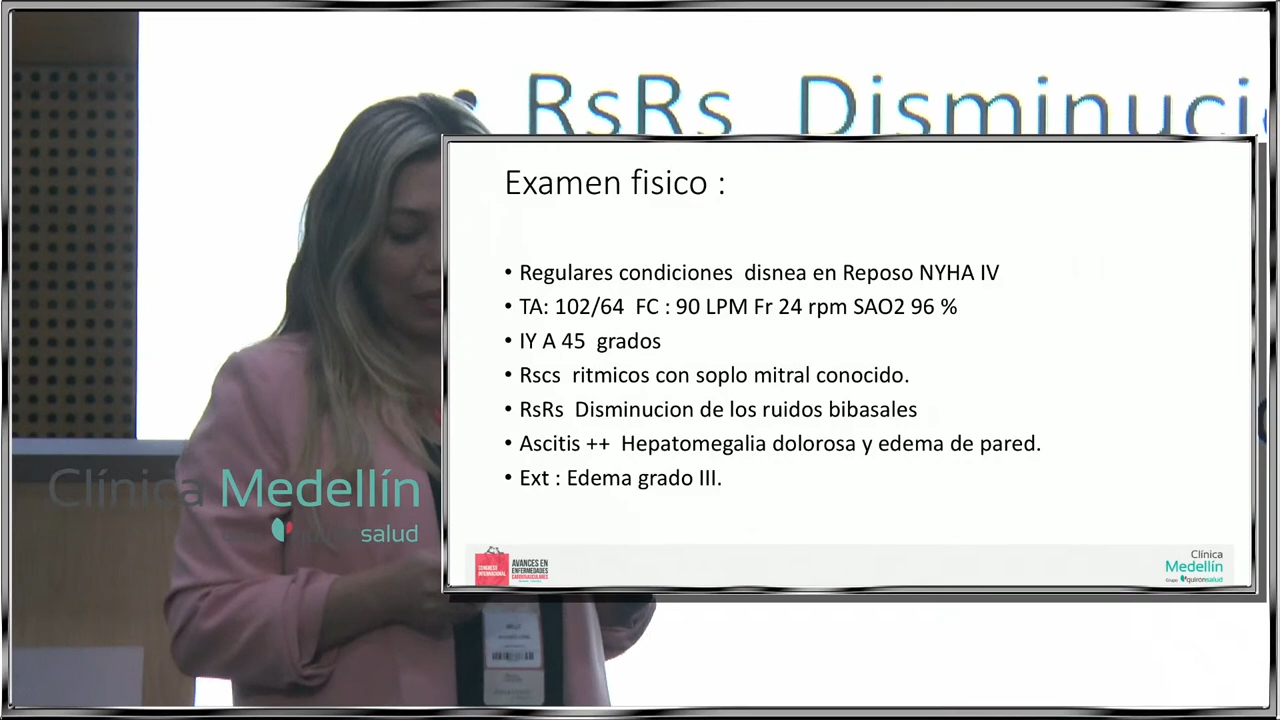 RsRs Disminuci
Examen fisico :
• Regulares condiciones disnea en Reposo NYHA IV
• TA: 102/64 FC : 90 LPM Fr 24 rpm SAO2 96 %
• IY A 45 grados
• Rscs ritmicos con soplo mitral conocido.
• RsRs Disminucion de los ruidos bibasales
• Ascitis ++ Hepatomegalia dolorosa y edema de pared.
• Ext : Edema grado III.
Clínica Medellín
salud
CONGRESO
INTERNACIONAL
AVANCES EN
ENFERMEDADES
CARDIOVASCULARES
Clínica
Medellín
Grupo quironsalud